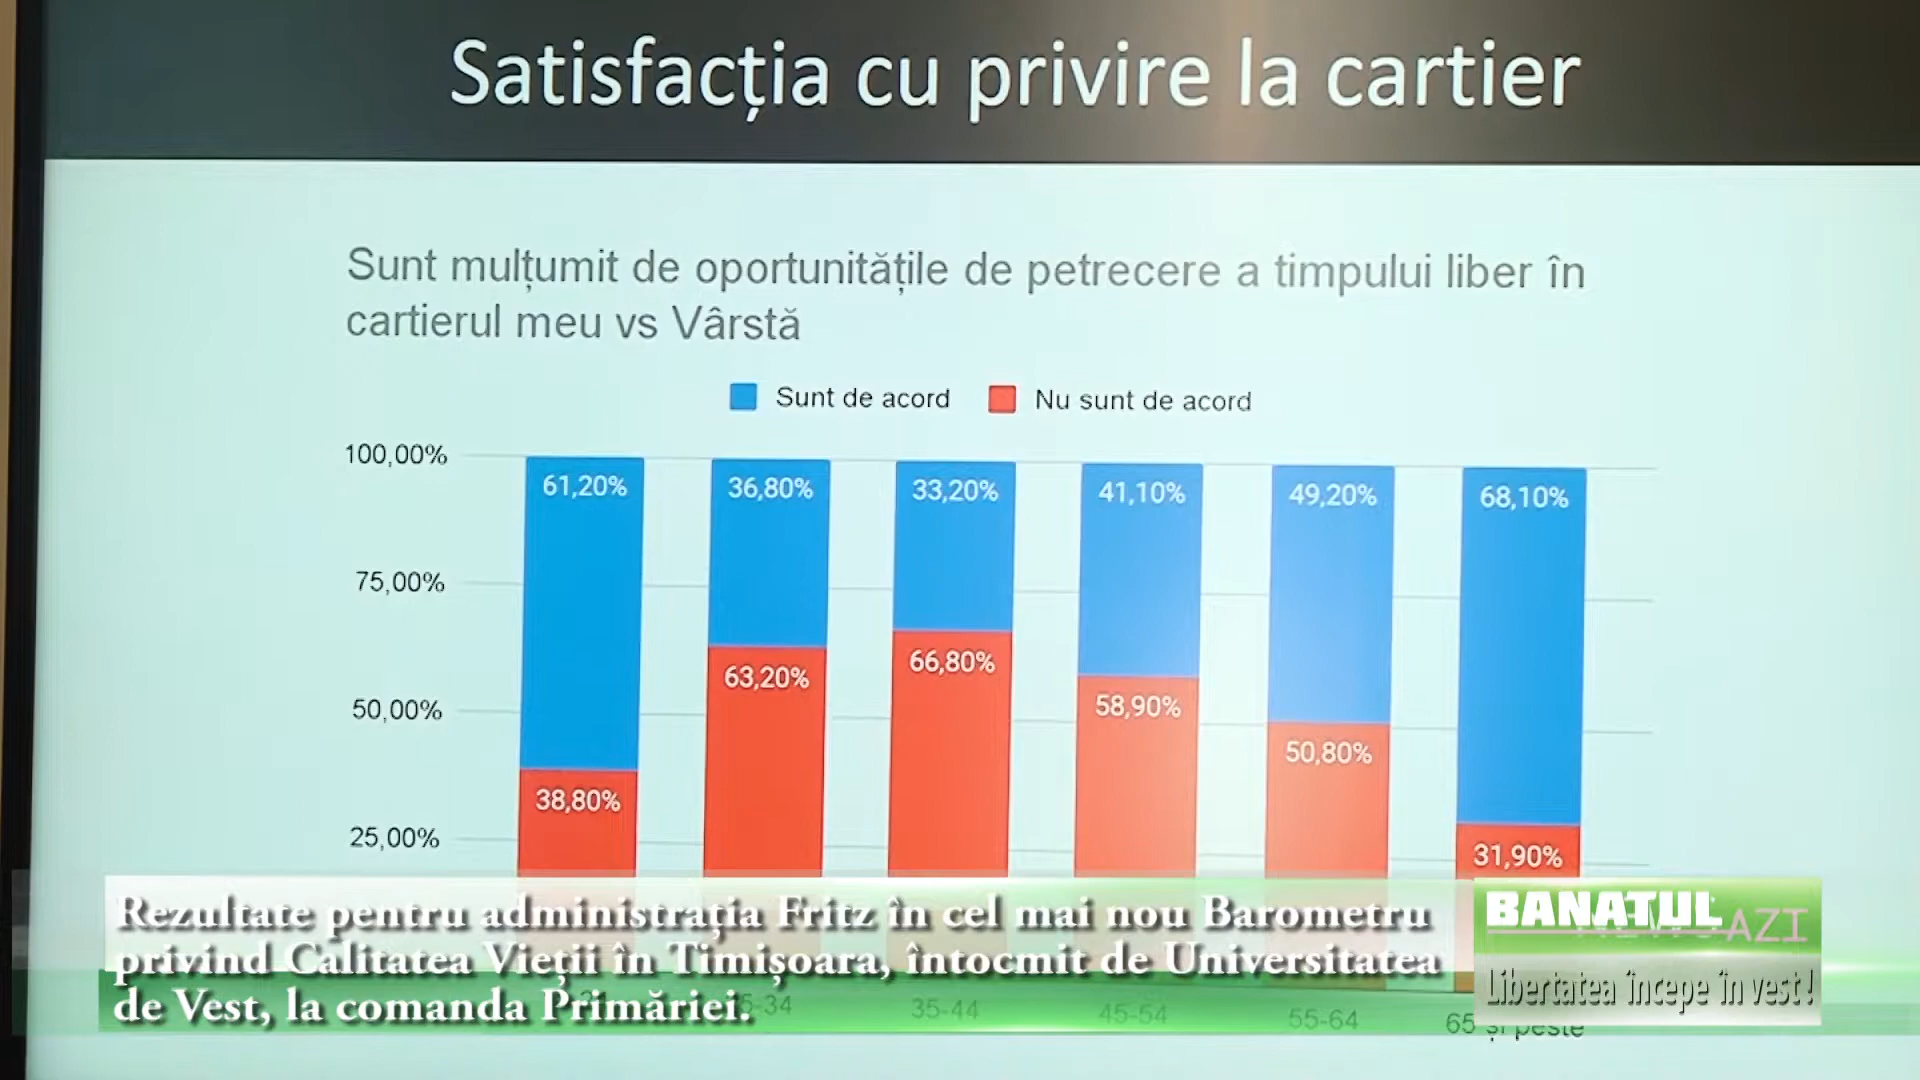 Satisfacția cu privire la cartier
Sunt mulțumit de oportunitățile de petrecere a timpului liber în
cartierul meu vs Vârstă
Sunt de acord Nu sunt de acord
100,00%
61,20% 36,80% 33,20% 41,10% 49,20% 68,10%
75,00%
63,20% 66,80%
50,00%
58,90%
50,80%
38,80%
25,00%
31,90%
Rezultate pentru administrația Fritz în cel mai nou Barometru
privind Calitatea Vieții în Timișoara, întocmit de Universitatea
de Vest, la comanda Primăriei.
35-44 45-54 55-64 65 și peste
BANATUL
AZI
Libertatea începe în vest!